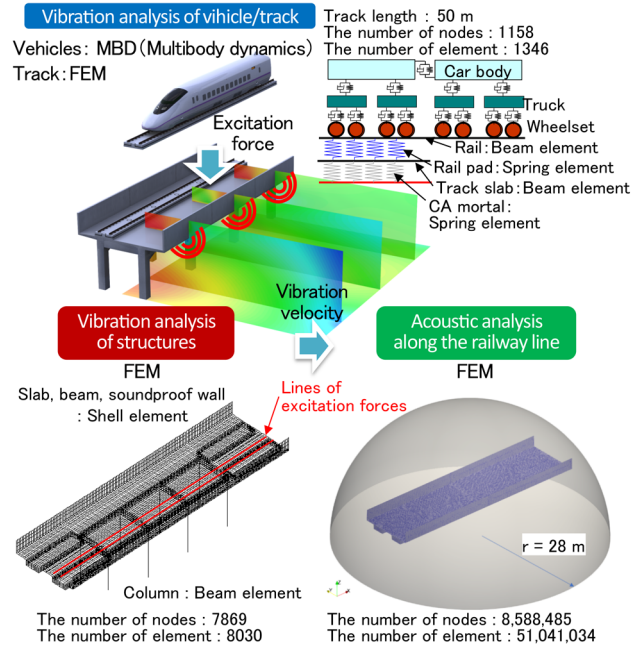 Vibration analysis of vihicle/track
Vehicles: MBD(Multibody dynamics)
Track:FEM
Track length : 50 m
The number of nodes : 1158
The number of element : 1346
Car body
Truck
Wheelset
Rail:Beam element
Rail pad:Spring element
Track slab:Beam element
CA mortal:
Spring element
Excitation
force
Vibration
velocity
Vibration analysis
of structures
FEM
Slab, beam, soundproof wall
: Shell element
Lines of
excitation forces
Column : Beam element
The number of nodes : 7869
The number of element : 8030
Acoustic analysis
along the railway line
FEM
r = 28 m
The number of nodes : 8,588,485
The number of element : 51,041,034